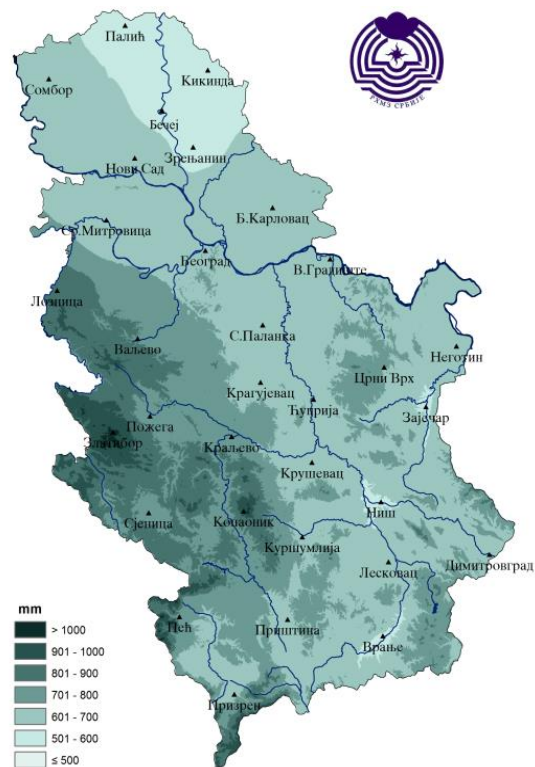 Палић
Сомбор
Кикинда
Бечеј
Зрењанин
Нови Сад
Б.Карловац
Ср.Митровица
Београд
В.Градиште
Лозница
С.Паланка
Ваљево
Неготин
Црни Врх
Крагујевац
Ћуприја
Зајечар
Пожега
Златибор
Краљево
Крушевац
Ниш
Сјеница
Копаоник
Куршумлија
Лесковац
Димитровград
Пећ
Приштина
Врање
Призрен
РХМЗ СРБИЈЕ
mm
> 1000
901 - 1000
801 - 900
701 - 800
601 - 700
501 - 600
≤ 500